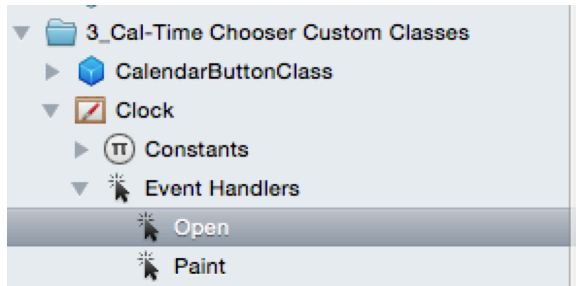 3_Cal-Time Chooser Custom Classes
CalendarButtonClass
Clock
π Constants
Event Handlers
Open
Paint